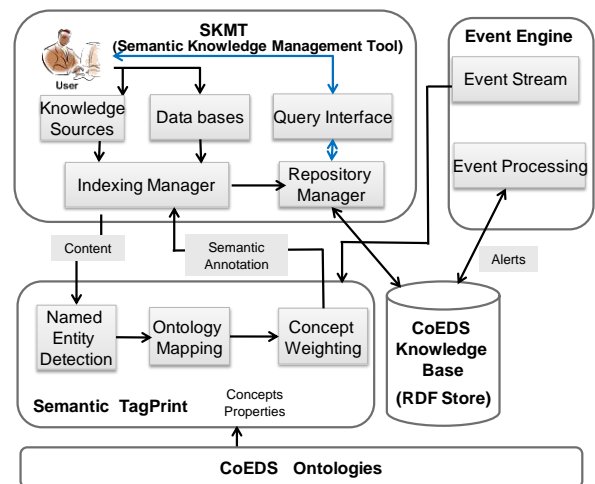 SKMT
(Semantic Knowledge Management Tool)
User
Knowledge
Sources
Data bases
Query Interface
Indexing Manager
Repository
Manager
Event Engine
Event Stream
Event Processing
Content
Semantic
Annotation
Alerts
Named
Entity
Detection
Ontology
Mapping
Concept
Weighting
Semantic TagPrint
Concepts
Properties
CoEDS
Knowledge
Base
(RDF Store)
CoEDS Ontologies